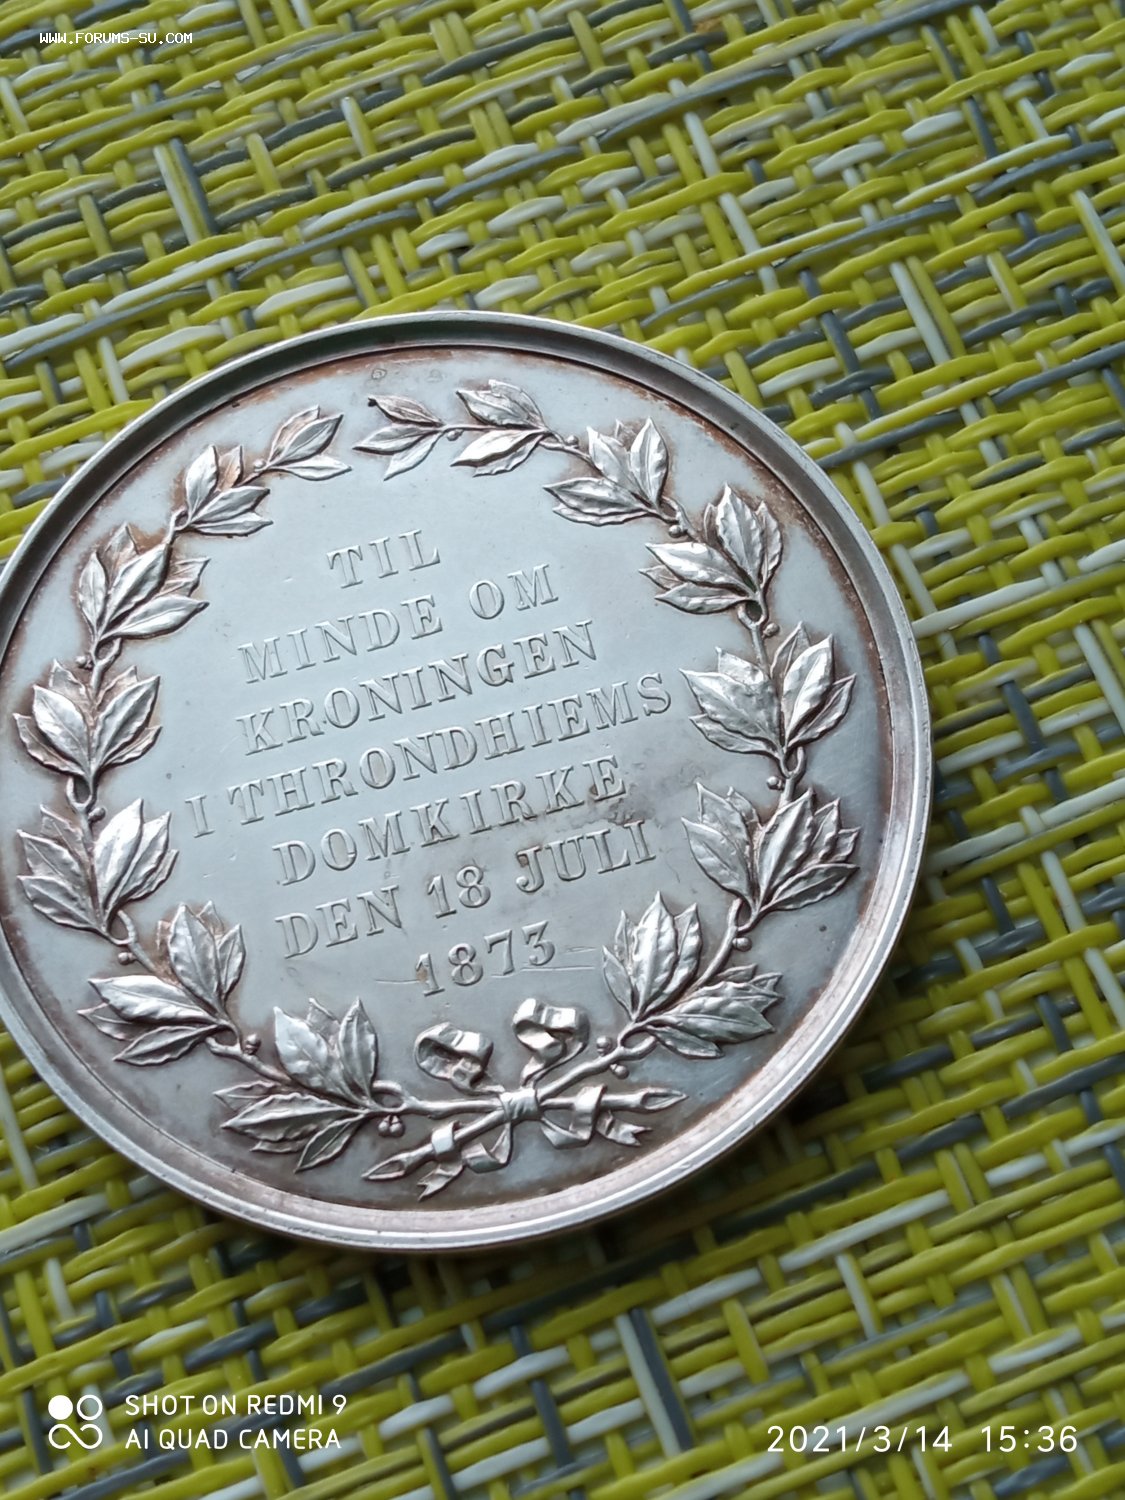 WWW.FORUMS-SU.COM
TIL
MINDE OM
KRONINGEN
I THRONDHIEMS
DOMKIRKE
DEN 18 JULI
1873
SHOT ON REDMI 9
AI QUAD CAMERA
2021/3/14 15:36